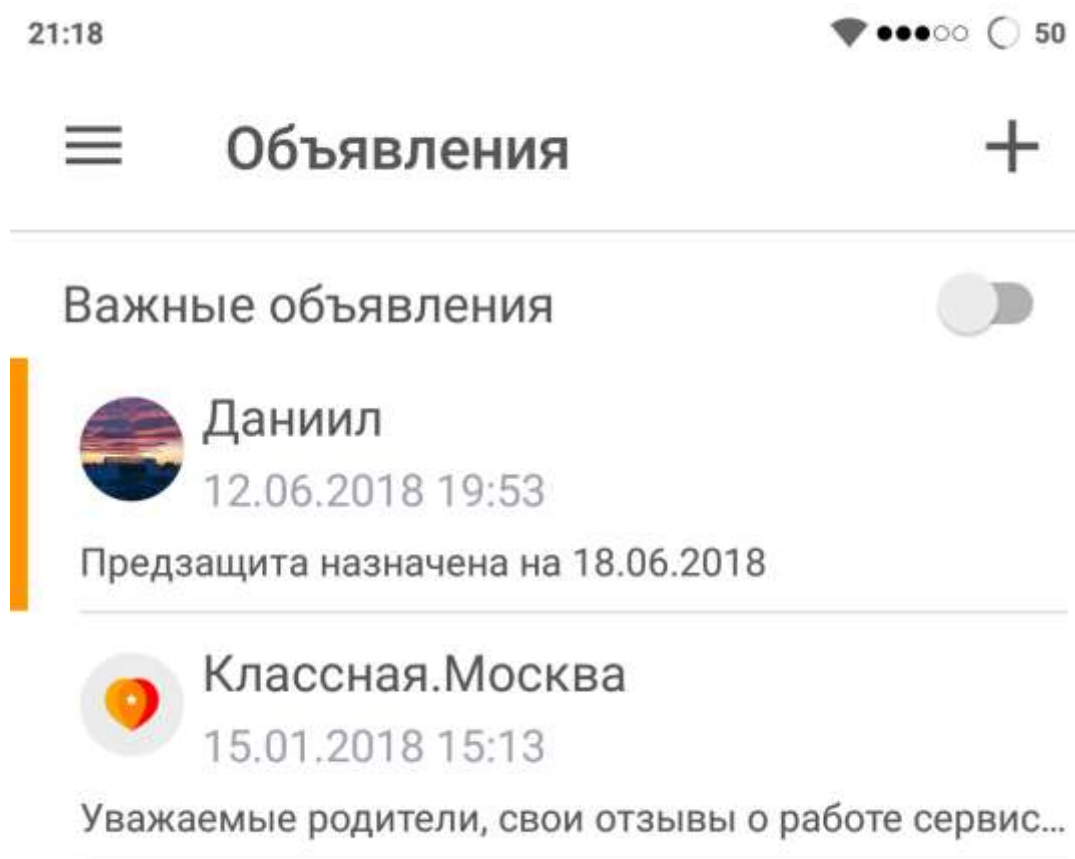 21:18 50
Объявления
Важные объявления
Даниил
12.06.2018 19:53
Предзащита назначена на 18.06.2018
Классная.Москва
15.01.2018 15:13
Уважаемые родители, свои отзывы о работе сервис...